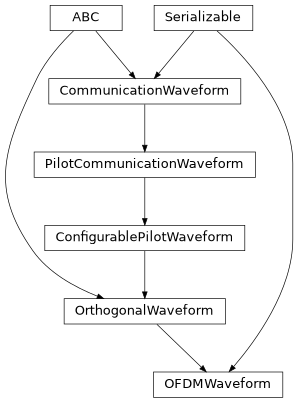 ABC
Serializable
CommunicationWaveform
PilotCommunicationWaveform
ConfigurablePilotWaveform
OrthogonalWaveform
OFDMWaveform